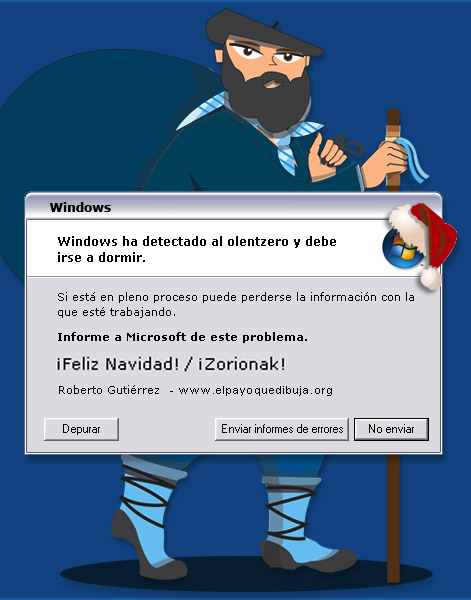 Windows
Windows ha detectado al olentzero y debe
irse a dormir.
Si está en pleno proceso puede perderse la información con la
que esté trabajando.
Informe a Microsoft de este problema.
¡Feliz Navidad! / ¡Zorionak!
Roberto Gutiérrez - www.elpayoquedibuja.org
Depurar
Enviar informes de errores
No enviar